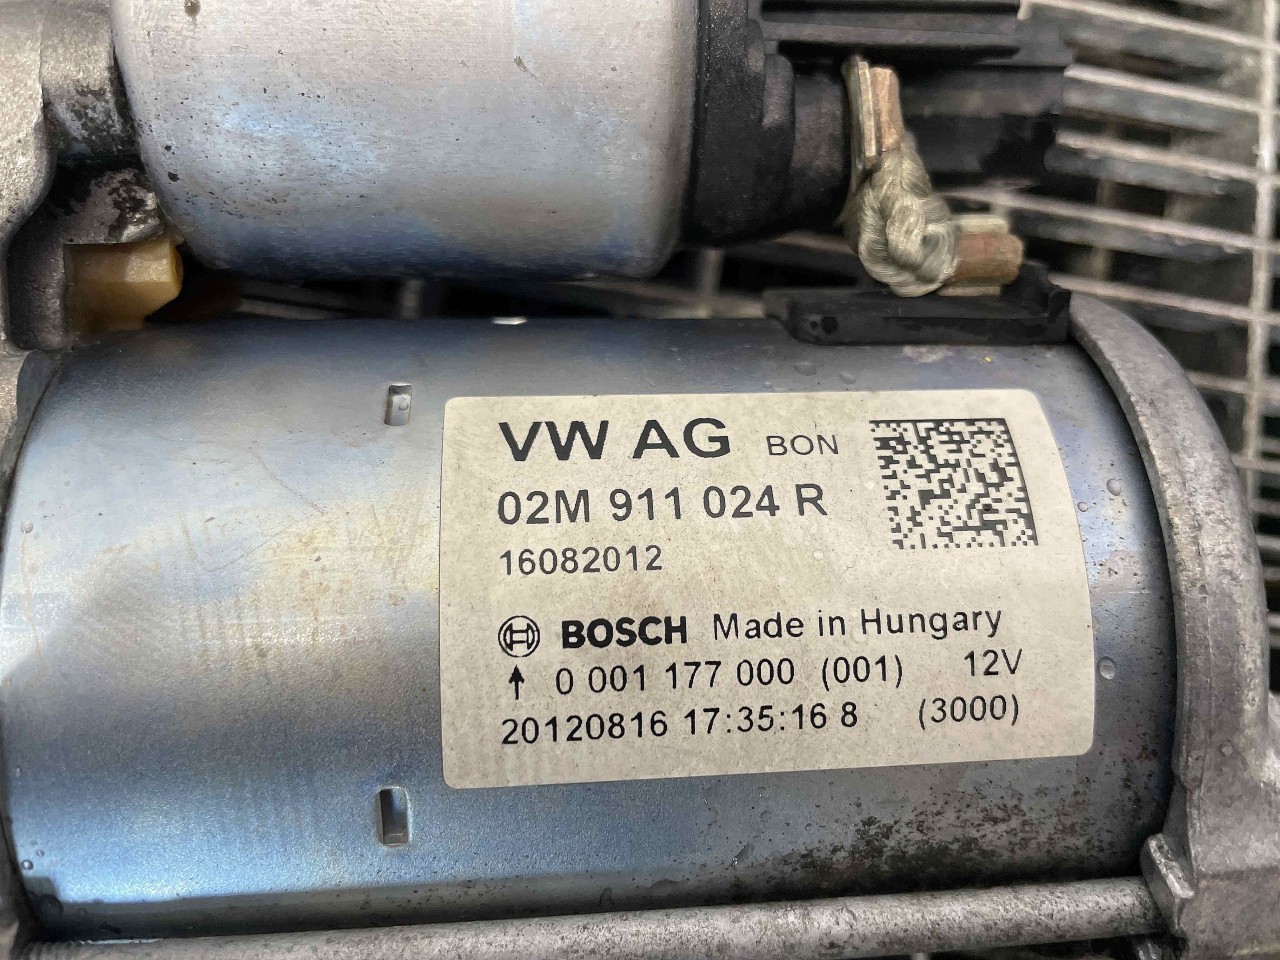 VW AG BON
02M 911 024 R
16082012
BOSCH Made in Hungary
↑ 0 001 177 000 (001) 12V
20120816 17:35:16 8 (3000)